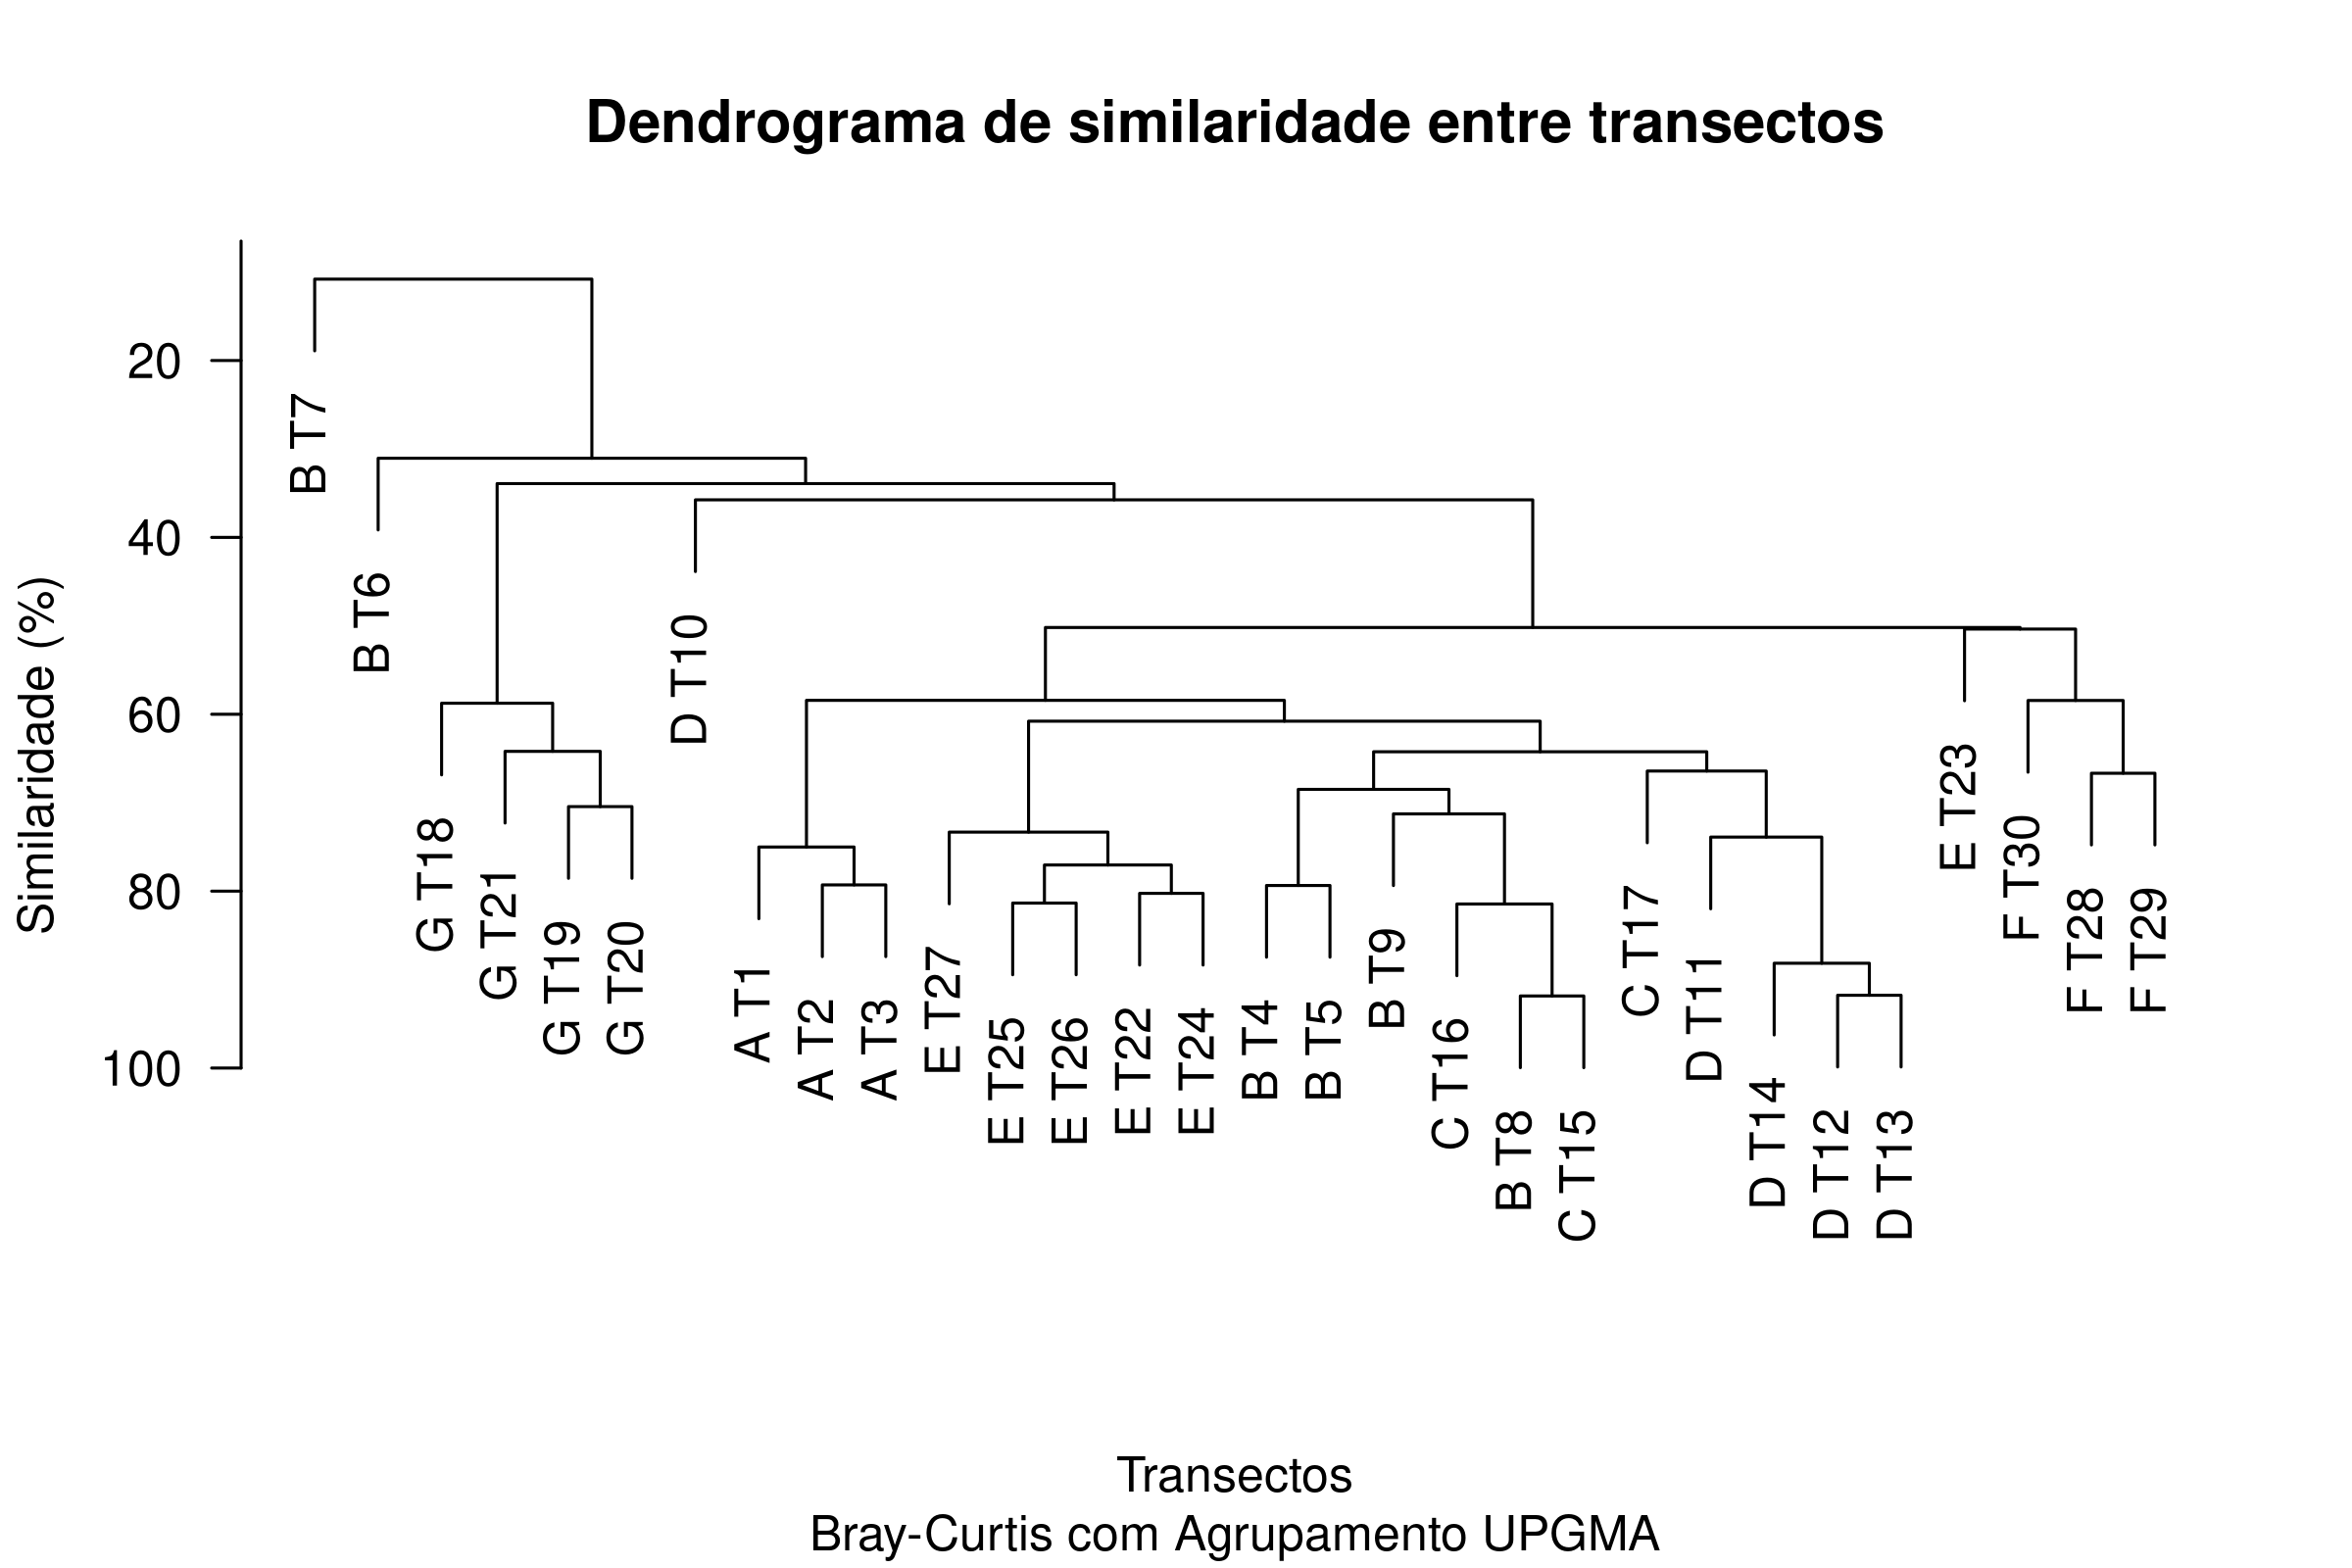 Dendrograma de similaridade entre transectos
Similaridade (%)
20
40
60
80
100
B T7
B T6
G T18
G T21
G T19
G T20
D T10
A T1
A T2
A T3
E T27
E T25
E T26
E T22
E T24
B T4
B T5
B T9
C T16
B T8
C T15
C T17
D T11
D T14
D T12
D T13
E T23
F T30
F T28
F T29
Transectos
Bray-Curtis com Agrupamento UPGMA